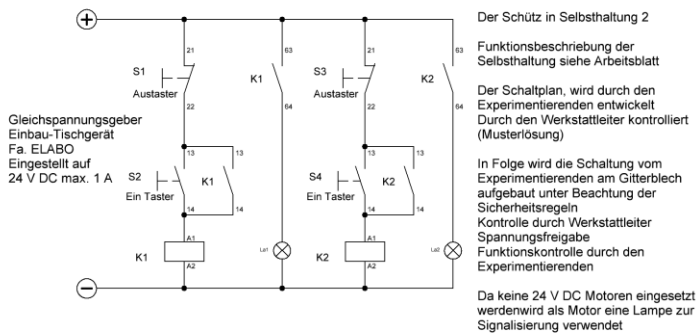 Der Schütz in Selbsthaltung 2
Funktionsbeschriebung der
Selbsthaltung siehe Arbeitsblatt
Der Schaltplan, wird durch den
Experimentierenden entwickelt
Durch den Werkstattleiter kontrolliert
(Musterlösung)
In Folge wird die Schaltung vom
Experimentierenden am Gitterblech
aufgebaut unter Beachtung der
Sicherheitsregeln
Kontrolle durch Werkstattleiter
Spannungsfreigabe
Funktionskontrolle durch den
Experimentierenden
Da keine 24 V DC Motoren eingesetzt
werdenwird als Motor eine Lampe zur
Signalisierung verwendet
Gleichspannungsgeber
Einbau-Tischgerät
Fa. ELABO
Eingestellt auf
24 V DC max. 1 A
+
21
S1
Austaster
22
63
K1
64
21
S3
Austaster
22
63
K2
64
13
13
S2
K1
Ein Taster
14
14
13
13
S4
K2
Ein Taster
14
14
A1
K1
A2
La1
A1
K2
A2
La2
−